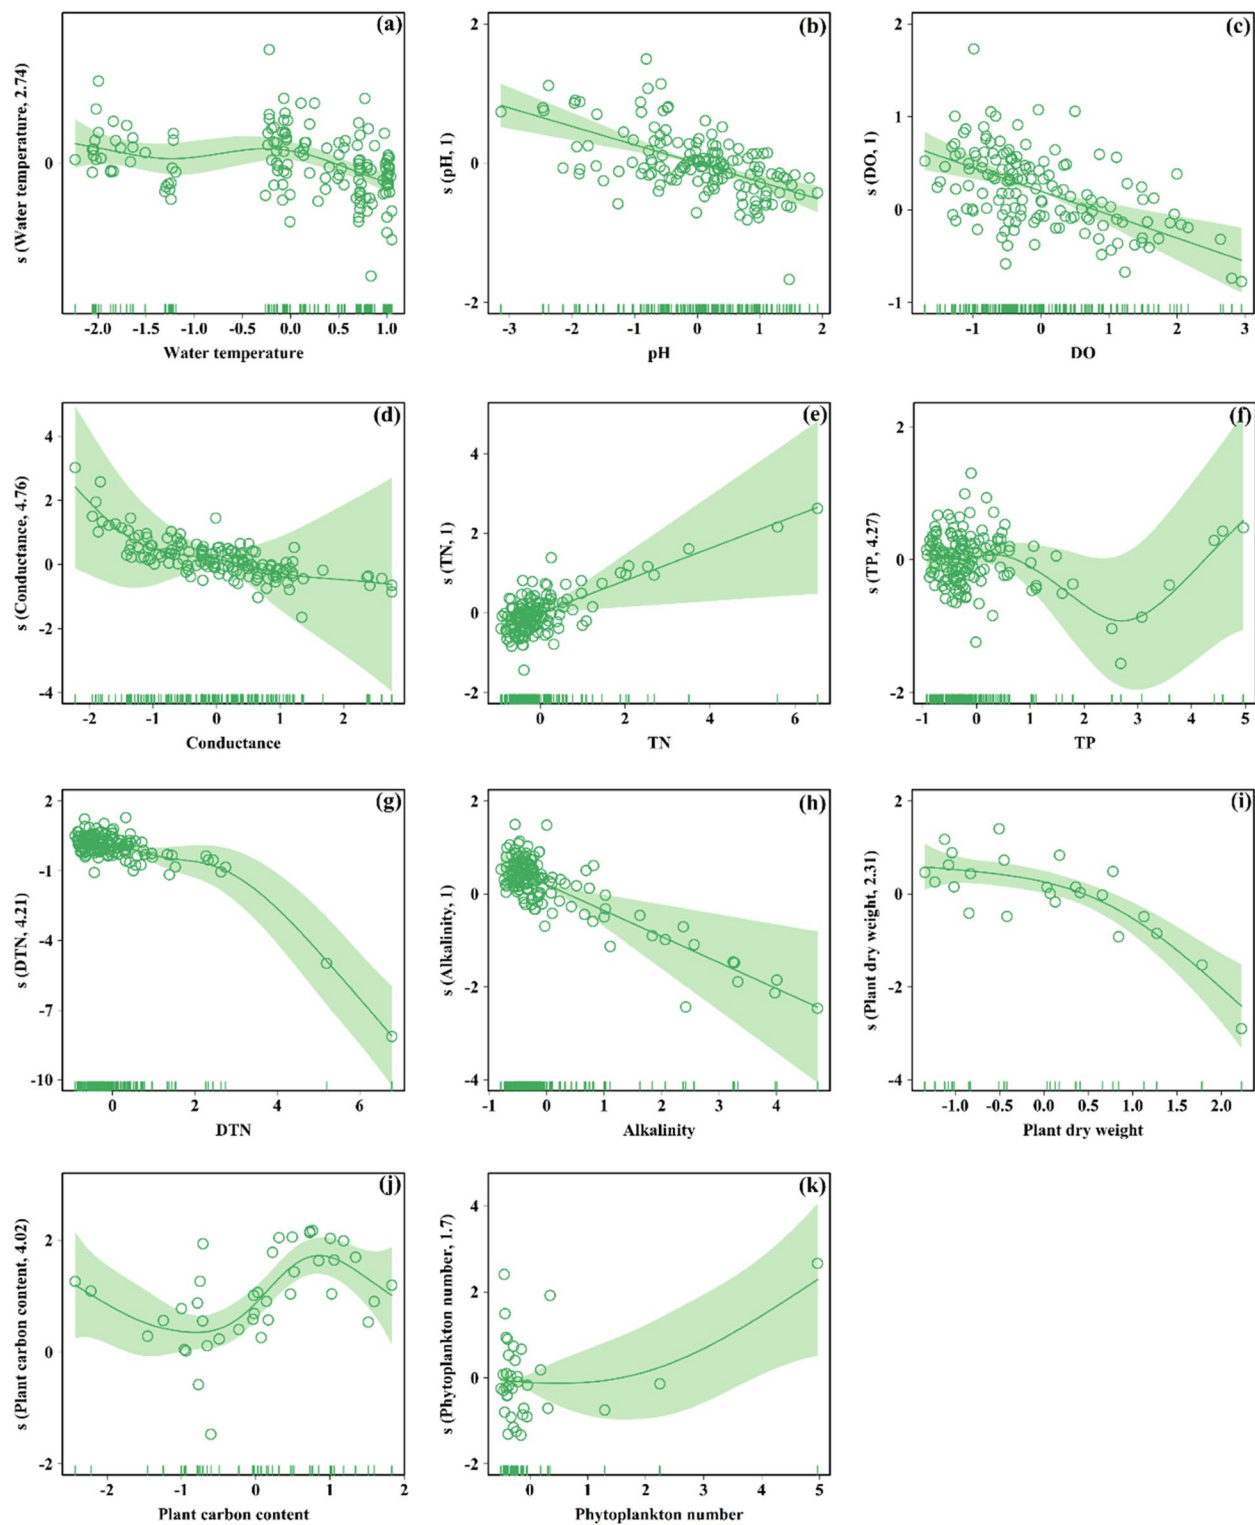 (a)
s (Water temperature, 2.74)
0
-2.0 -1.5 -1.0 -0.5 0.0 0.5 1.0
Water temperature
(b)
s (pH, 1)
2
0
-2
-3 -2 -1 0 1 2
pH
(c)
s (DO, 1)
2
1
0
-1
-1 0 1 2 3
DO
(d)
s (Conductance, 4.76)
4
2
0
-2
-4
-2 -1 0 1 2
Conductance
(e)
s (TN, 1)
4
2
0
-2
0 2 4 6
TN
(f)
s (TP, 4.27)
2
0
-2
-1 0 1 2 3 4 5
TP
(g)
s (DTN, 4.21)
2
-1
-4
-7
-10
0 2 4 6
DTN
(h)
s (Alkalinity, 1)
2
0
-2
-4
-1 0 1 2 3 4
Alkalinity
(i)
s (Plant dry weight, 2.31)
2
0
-2
-4
-1.0 -0.5 0.0 0.5 1.0 1.5 2.0
Plant dry weight
(j)
s (Plant carbon content, 4.02)
2
0
-2
-2 -1 0 1 2
Plant carbon content
(k)
s (Phytoplankton number, 1.7)
4
2
0
-2
0 1 2 3 4 5
Phytoplankton number